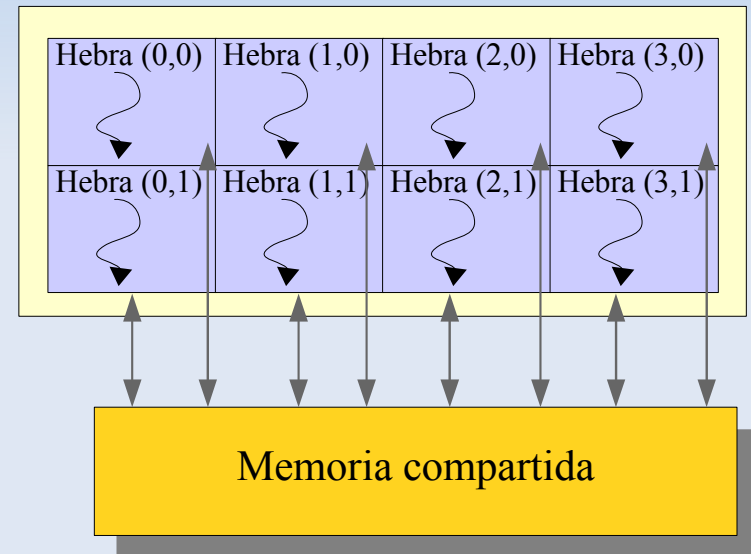 Hebra (0,0) Hebra (1,0) Hebra (2,0) Hebra (3,0)
Hebra (0,1) Hebra (1,1) Hebra (2,1) Hebra (3,1)
Memoria compartida